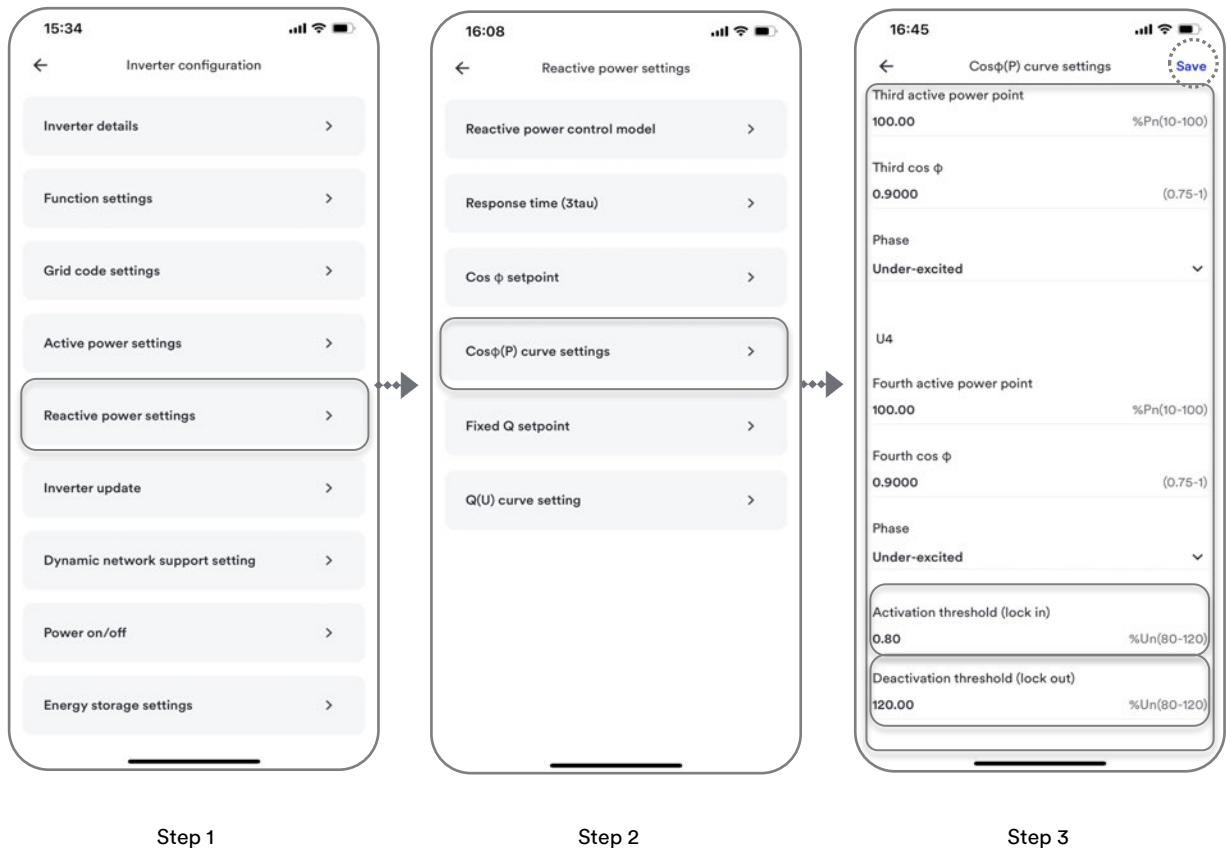 15:34
Inverter configuration
Inverter details
Function settings
Grid code settings
Active power settings
Reactive power settings
Inverter update
Dynamic network support setting
Power on/off
Energy storage settings
Step 1
16:08
Reactive power settings
Reactive power control model
Response time (3tau)
Cos ϕ setpoint
Cosϕ(P) curve settings
Fixed Q setpoint
Q(U) curve setting
Step 2
16:45
Cosϕ(P) curve settings Save
Third active power point
100.00 %Pn(10-100)
Third cos ϕ
0.9000 (0.75-1)
Phase
Under-excited
U4
Fourth active power point
100.00 %Pn(10-100)
Fourth cos ϕ
0.9000 (0.75-1)
Phase
Under-excited
Activation threshold (lock in)
0.80 %Un(80-120)
Deactivation threshold (lock out)
120.00 %Un(80-120)
Step 3